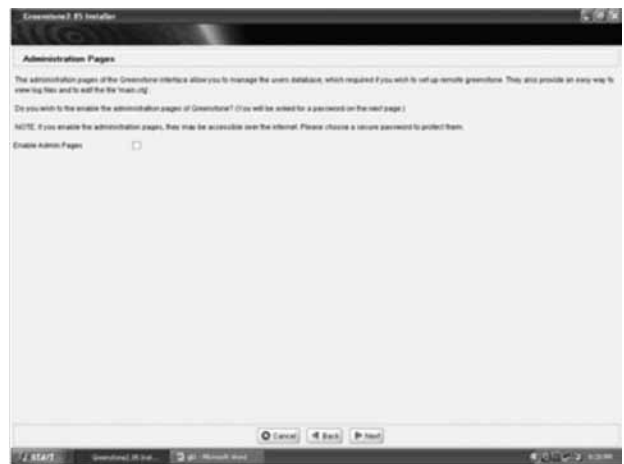 Greenstone2.85 Installer
Administration Pages
The administration pages of the Greenstone interface allow you to manage the users database, which required if you wish to set up remote greenstone. They also provide an easy way to
view log files and to edit the file 'main.cfg'.
Do you wish to the enable the administration pages of Greenstone? (You will be asked for a password on the next page.)
NOTE: If you enable the administration pages, they may be accessible over the internet. Please choose a secure password to protect them.
Enable Admin Pages
Cancel
Back
Next
START
Greenstone2.85 Inst...
- Microsoft Word